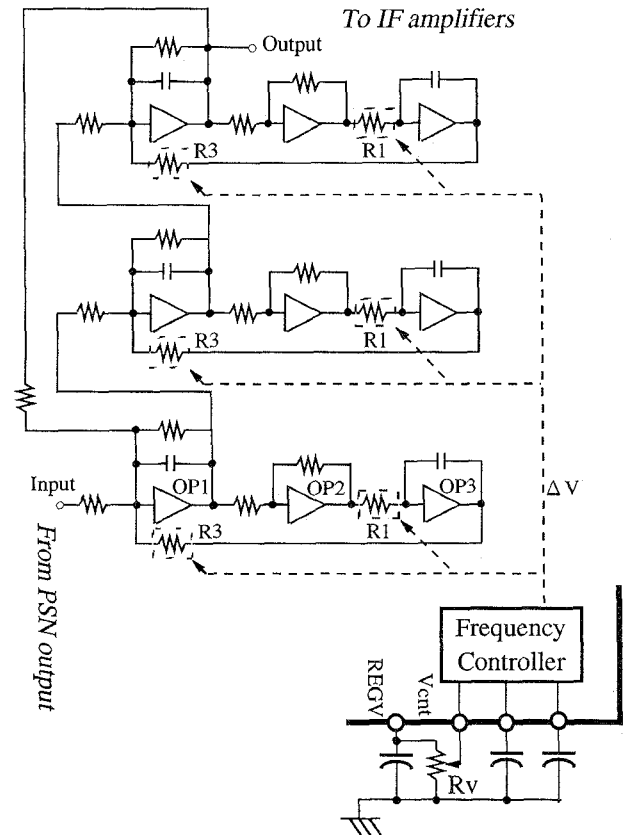 To IF amplifiers
Output
R3
R1
R3
R1
Input
OP1
OP2
OP3
R3
R1
Δ V
From PSN output
Frequency
Controller
REGV
Vcnt
Rv